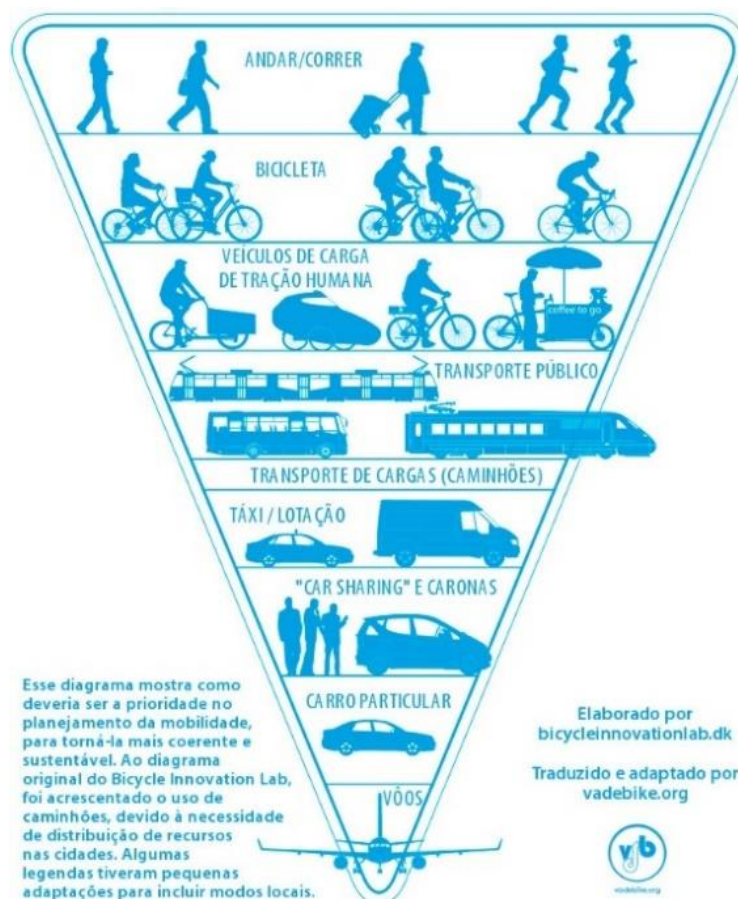 ANDAR/CORRER
BICICLETA
VEÍCULOS DE CARGA
DE TRAÇÃO HUMANA
coffee to go
TRANSPORTE PÚBLICO
TRANSPORTE DE CARGAS (CAMINHÕES)
TÁXI / LOTAÇÃO
"CAR SHARING" E CARONAS
CARRO PARTICULAR
VÔOS
Esse diagrama mostra como
deveria ser a prioridade no
planejamento da mobilidade,
para torná-la mais coerente e
sustentável. Ao diagrama
original do Bicycle Innovation Lab,
foi acrescentado o uso de
caminhões, devido à necessidade
de distribuição de recursos
nas cidades. Algumas
legendas tiveram pequenas
adaptações para incluir modos locais.
Elaborado por
bicycleinnovationlab.dk
Traduzido e adaptado por
vadebike.org
vb
vadebike.org